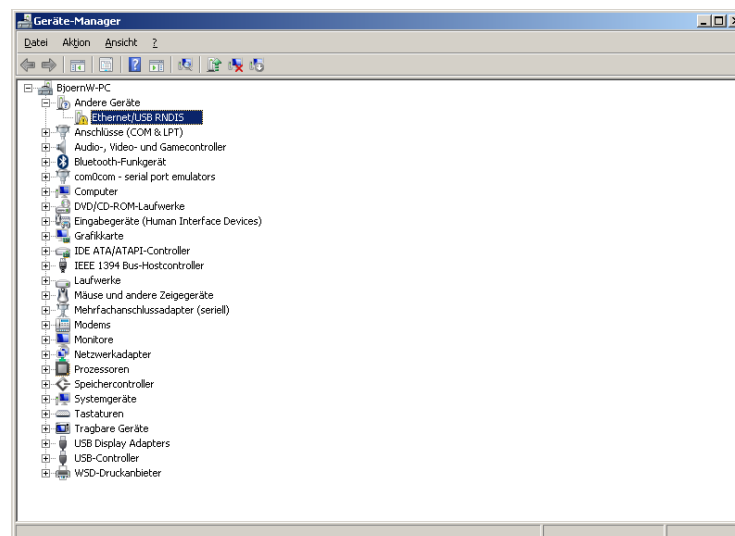 Geräte-Manager
Datei Aktion Ansicht ?
BjoernW-PC
Andere Geräte
Ethernet/USB RNDIS
Anschlüsse (COM & LPT)
Audio-, Video- und Gamecontroller
Bluetooth-Funkgerät
com0com - serial port emulators
Computer
DVD/CD-ROM-Laufwerke
Eingabegeräte (Human Interface Devices)
Grafikkarte
IDE ATA/ATAPI-Controller
IEEE 1394 Bus-Hostcontroller
Laufwerke
Mäuse und andere Zeigegeräte
Mehrfachanschlussadapter (seriell)
Modems
Monitore
Netzwerkadapter
Prozessoren
Speichercontroller
Systemgeräte
Tastaturen
Tragbare Geräte
USB Display Adapters
USB-Controller
WSD-Druckanbieter